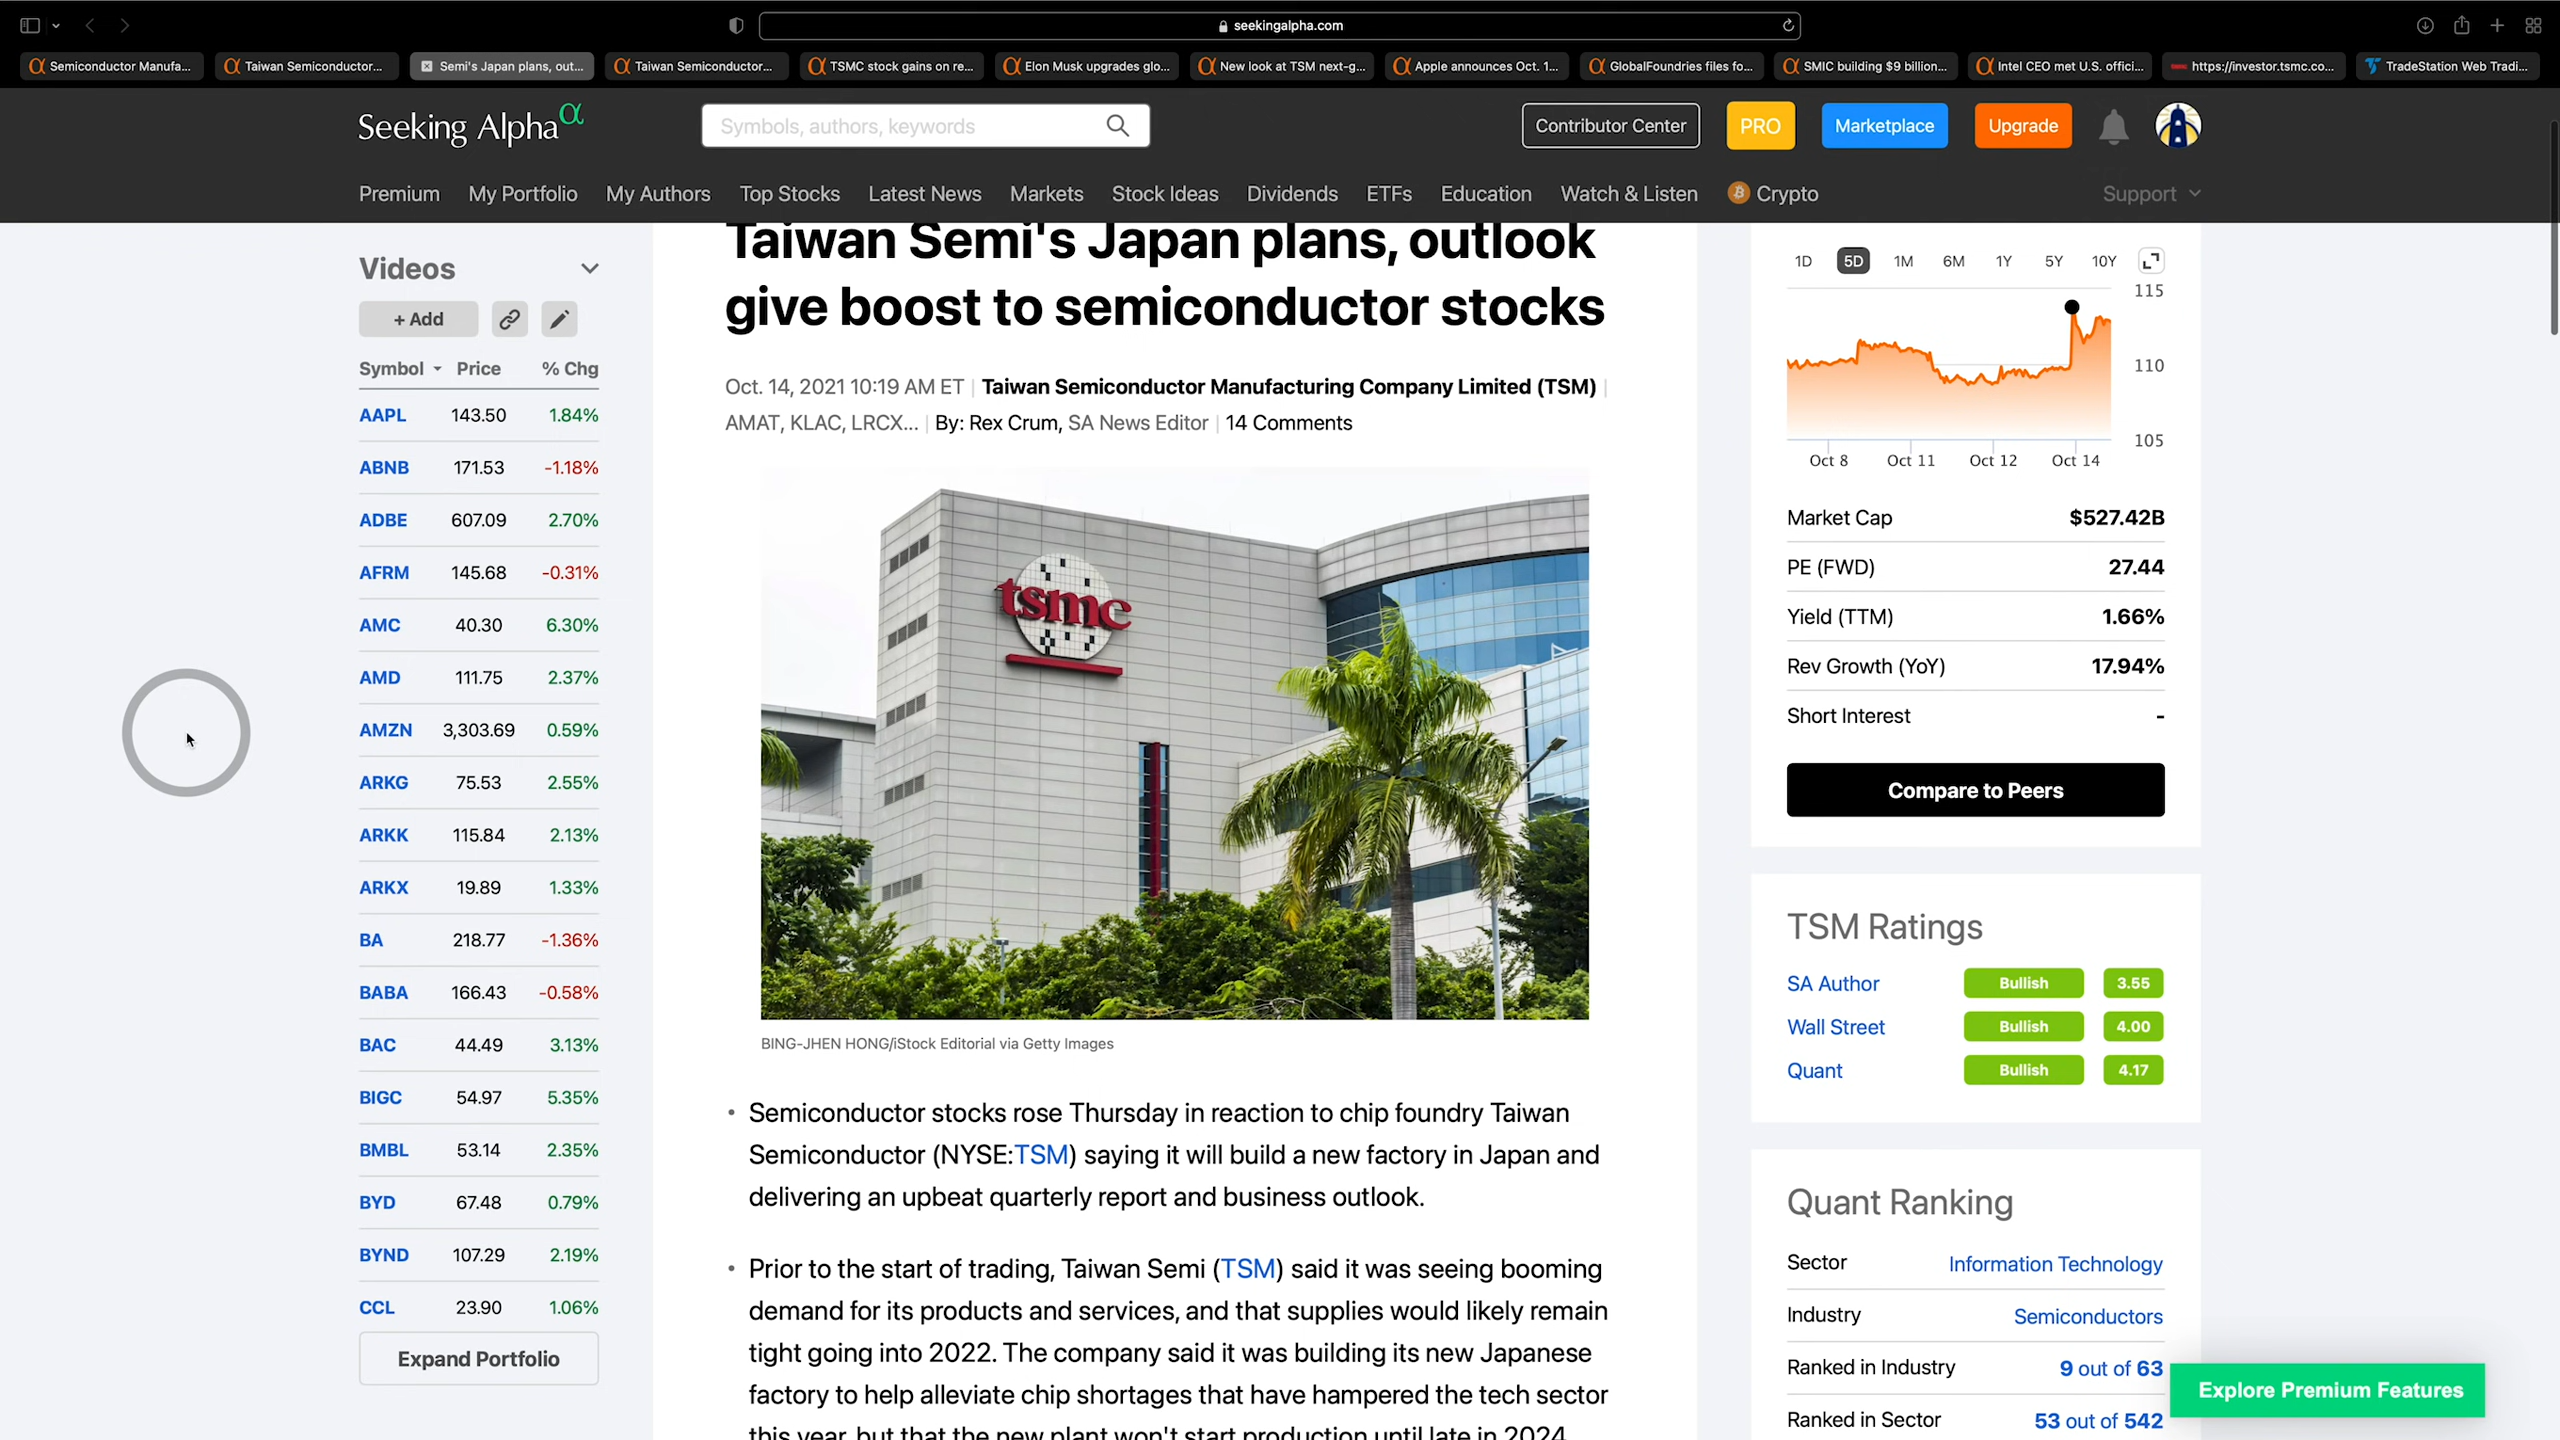 seekingalpha.com
Semiconductor Manufa...
Taiwan Semiconductor...
Semi's Japan plans, out...
Taiwan Semiconductor...
TSMC stock gains on re...
Elon Musk upgrades glo...
New look at TSM next-g...
Apple announces Oct. 1...
GlobalFoundries files fo...
SMIC building $9 billion...
Intel CEO met U.S. offici...
https://investor.tsmc.co...
TradeStation Web Tradi...
Seeking Alpha α
Symbols, authors, keywords
Contributor Center
PRO
Marketplace
Upgrade
Premium My Portfolio My Authors Top Stocks Latest News Markets Stock Ideas Dividends ETFs Education Watch & Listen Crypto Support
Videos
+ Add
Symbol Price % Chg
AAPL 143.50 1.84%
ABNB 171.53 -1.18%
ADBE 607.09 2.70%
AFRM 145.68 -0.31%
AMC 40.30 6.30%
AMD 111.75 2.37%
AMZN 3,303.69 0.59%
ARKG 75.53 2.55%
ARKK 115.84 2.13%
ARKX 19.89 1.33%
BA 218.77 -1.36%
BABA 166.43 -0.58%
BAC 44.49 3.13%
BIGC 54.97 5.35%
BMBL 53.14 2.35%
BYD 67.48 0.79%
BYND 107.29 2.19%
CCL 23.90 1.06%
Expand Portfolio
Taiwan Semi's Japan plans, outlook
give boost to semiconductor stocks
Oct. 14, 2021 10:19 AM ET | Taiwan Semiconductor Manufacturing Company Limited (TSM) |
AMAT, KLAC, LRCX... | By: Rex Crum, SA News Editor | 14 Comments
tsmc
BING-JHEN HONG/iStock Editorial via Getty Images
• Semiconductor stocks rose Thursday in reaction to chip foundry Taiwan
Semiconductor (NYSE:TSM) saying it will build a new factory in Japan and
delivering an upbeat quarterly report and business outlook.
• Prior to the start of trading, Taiwan Semi (TSM) said it was seeing booming
demand for its products and services, and that supplies would likely remain
tight going into 2022. The company said it was building its new Japanese
factory to help alleviate chip shortages that have hampered the tech sector
this year, but that the new plant won't start production until late in 2024.
1D 5D 1M 6M 1Y 5Y 10Y
115
110
105
Oct 8 Oct 11 Oct 12 Oct 14
Market Cap $527.42B
PE (FWD) 27.44
Yield (TTM) 1.66%
Rev Growth (YoY) 17.94%
Short Interest -
Compare to Peers
TSM Ratings
SA Author Bullish 3.55
Wall Street Bullish 4.00
Quant Bullish 4.17
Quant Ranking
Sector Information Technology
Industry Semiconductors
Ranked in Industry 9 out of 63
Ranked in Sector 53 out of 542
Explore Premium Features